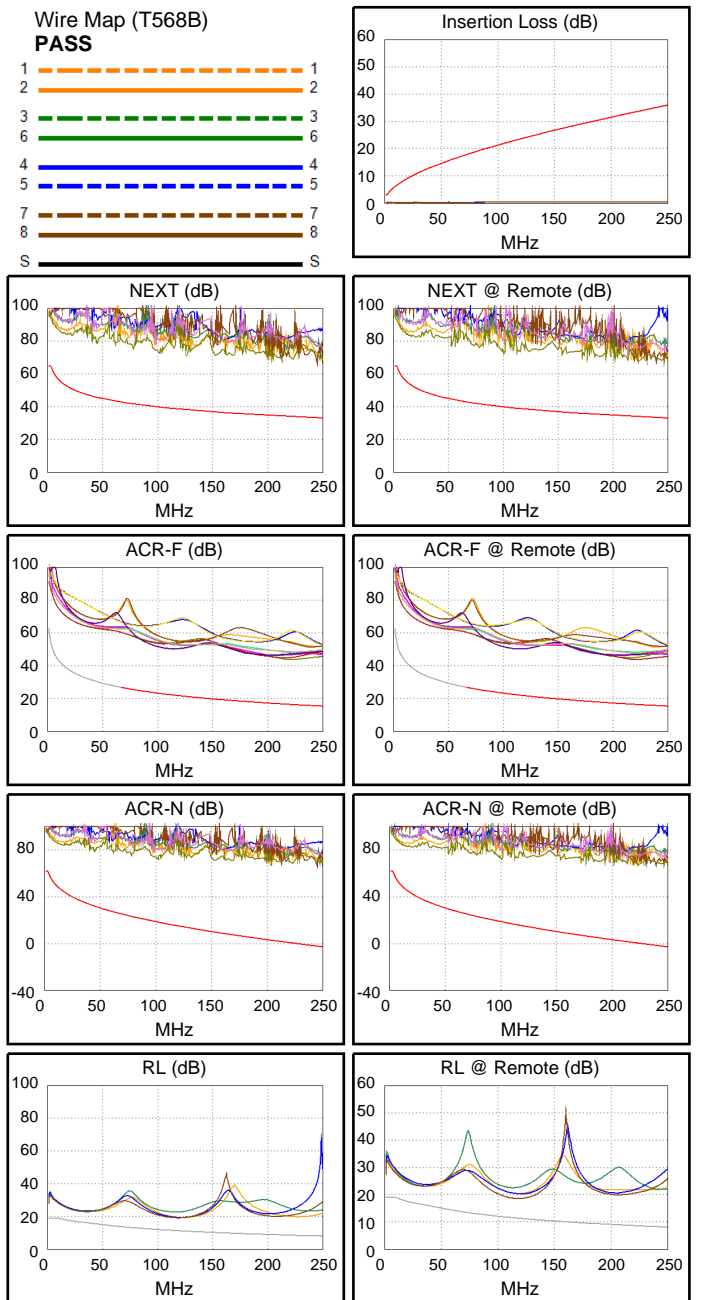 Wire Map (T568B)
PASS
1 1
2 2
3 3
6 6
4 4
5 5
7 7
8 8
S S
Insertion Loss (dB)
60
50
40
30
20
10
0
0 50 100 150 200 250
MHz
NEXT (dB)
100
80
60
40
20
0
0 50 100 150 200 250
MHz
NEXT @ Remote (dB)
100
80
60
40
20
0
0 50 100 150 200 250
MHz
ACR-F (dB)
100
80
60
40
20
0
0 50 100 150 200 250
MHz
ACR-F @ Remote (dB)
100
80
60
40
20
0
0 50 100 150 200 250
MHz
ACR-N (dB)
80
40
0
-40
0 50 100 150 200 250
MHz
ACR-N @ Remote (dB)
80
40
0
-40
0 50 100 150 200 250
MHz
RL (dB)
100
80
60
40
20
0
0 50 100 150 200 250
MHz
RL @ Remote (dB)
60
50
40
30
20
10
0
0 50 100 150 200 250
MHz